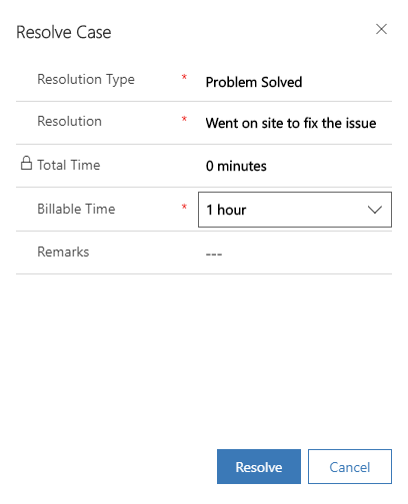 Resolve Case
Resolution Type * Problem Solved
Resolution * Went on site to fix the issue
Total Time 0 minutes
Billable Time * 1 hour
Remarks ---
Resolve Cancel